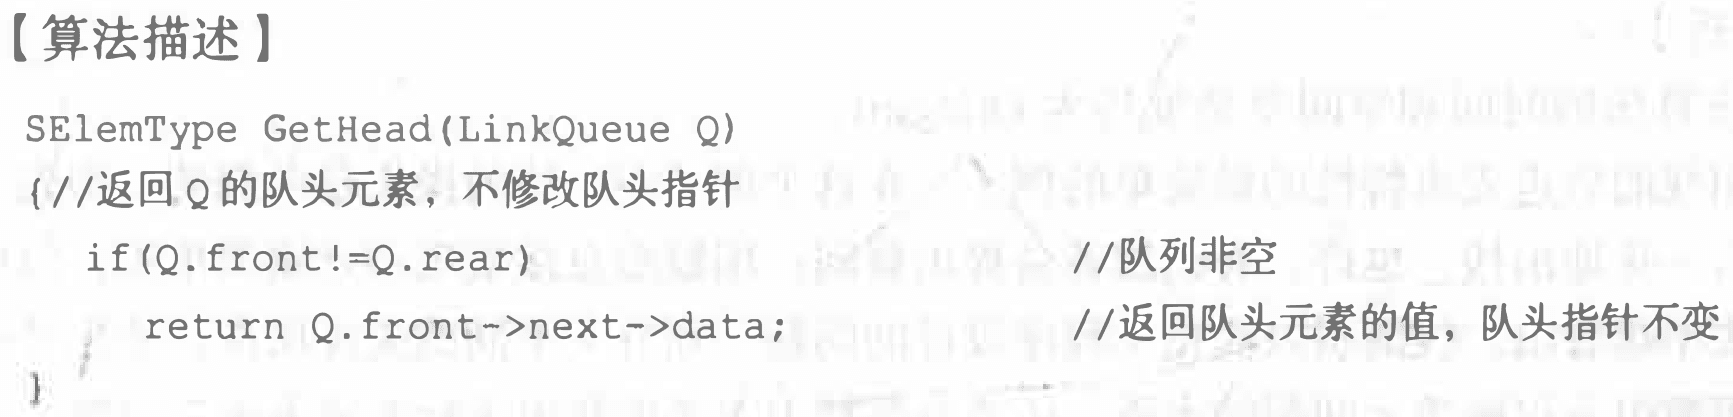 【算法描述】
SElemType GetHead(LinkQueue Q)
{//返回Q的队头元素，不修改队头指针
if(Q.front!=Q.rear) //队列非空
return Q.front->next->data; //返回队头元素的值，队头指针不变
}